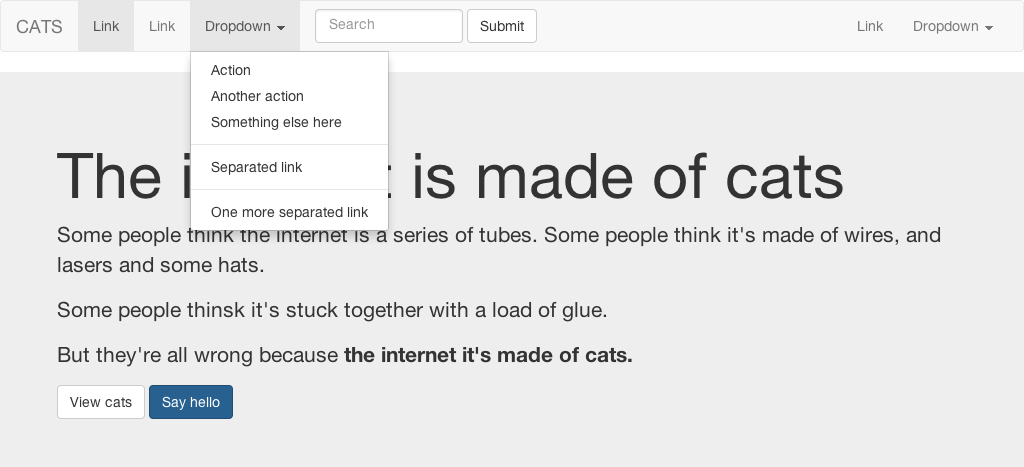 CATS Link Link Dropdown Search Submit Link Dropdown
Action
Another action
Something else here
Separated link
One more separated link
The is made of cats
Some people think the internet is a series of tubes. Some people think it's made of wires, and
lasers and some hats.
Some people thinsk it's stuck together with a load of glue.
But they're all wrong because the internet it's made of cats.
View cats Say hello